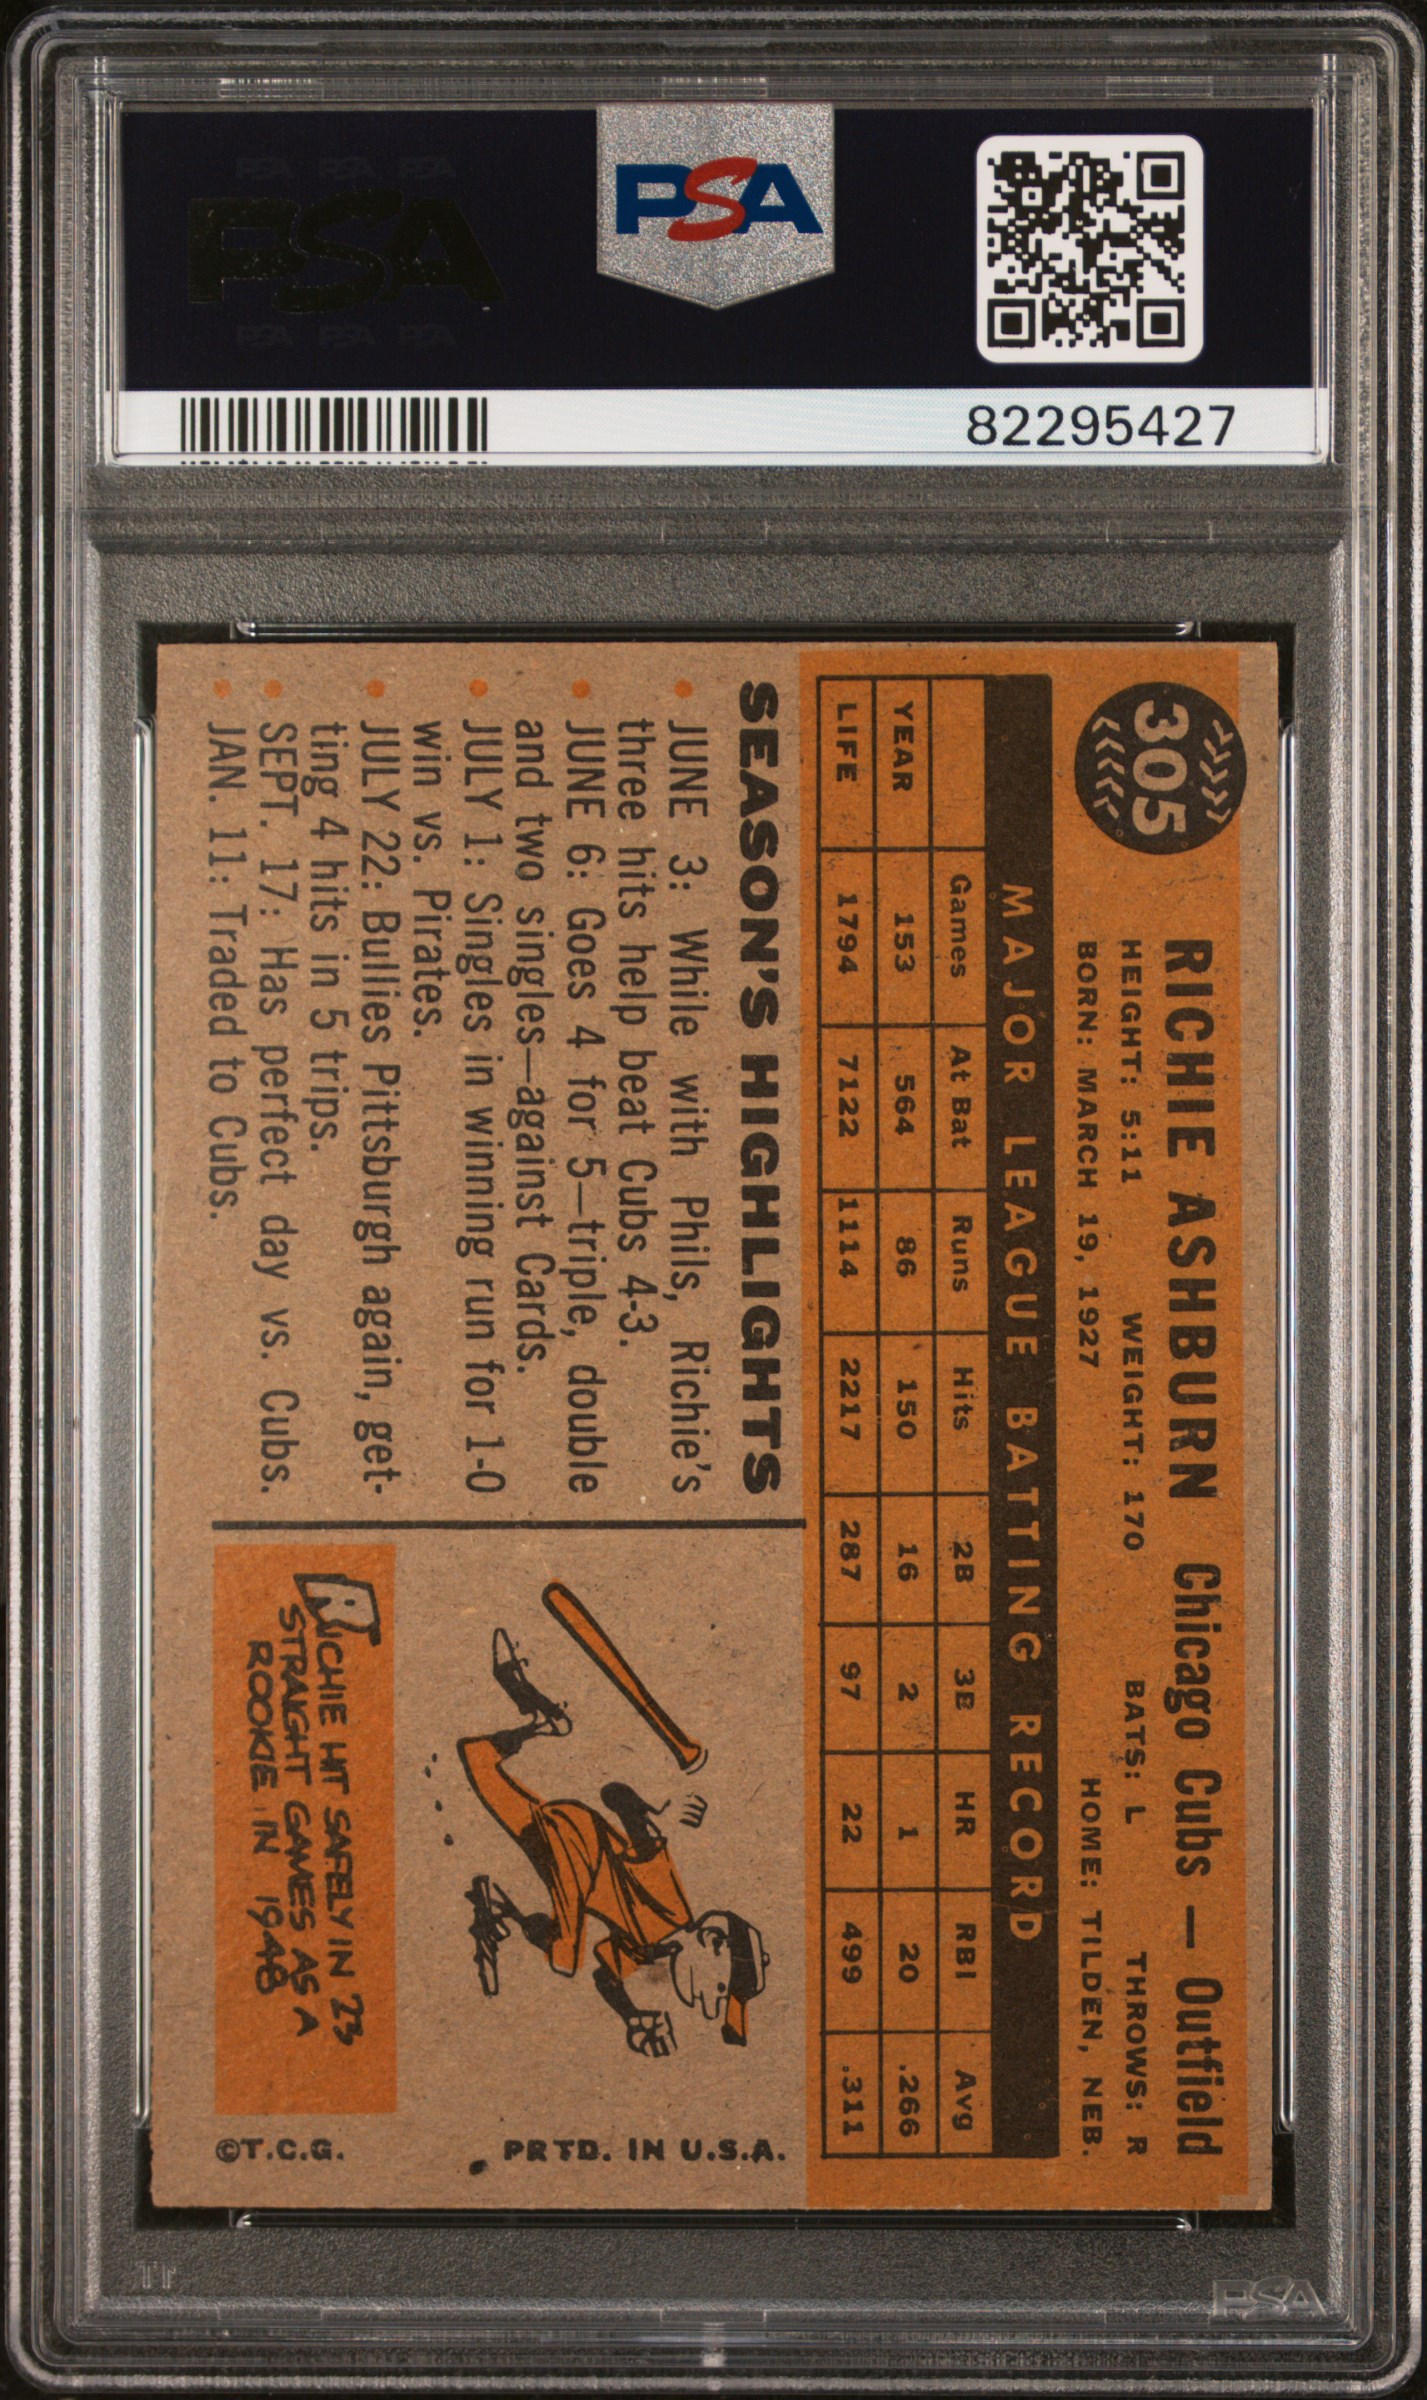 PSA PSA PSA
PSA
PSA PSA PSA
PSA
82295427
305
RICHIE ASHBURN Chicago Cubs — Outfield
HEIGHT: 5:11 WEIGHT: 170 BATS: L THROWS: R
BORN: MARCH 19, 1927 HOME: TILDEN, NEB.
MAJOR LEAGUE BATTING RECORD
Games At Bat Runs Hits 2B 3B HR RBI Avg
YEAR 153 564 86 150 16 2 1 20 .266
LIFE 1794 7122 1114 2217 287 97 22 499 .311
SEASON'S HIGHLIGHTS
• JUNE 3: While with Phils, Richie's
three hits help beat Cubs 4-3.
• JUNE 6: Goes 4 for 5—triple, double
and two singles—against Cards.
• JULY 1: Singles in winning run for 1-0
win vs. Pirates.
• JULY 22: Bullies Pittsburgh again, get-
ting 4 hits in 5 trips.
• SEPT. 17: Has perfect day vs. Cubs.
• JAN. 11: Traded to Cubs.
RICHIE HIT SAFELY IN 23
STRAIGHT GAMES AS A
ROOKIE IN 1948
PRTD. IN U.S.A.
©T.C.G.
PSA